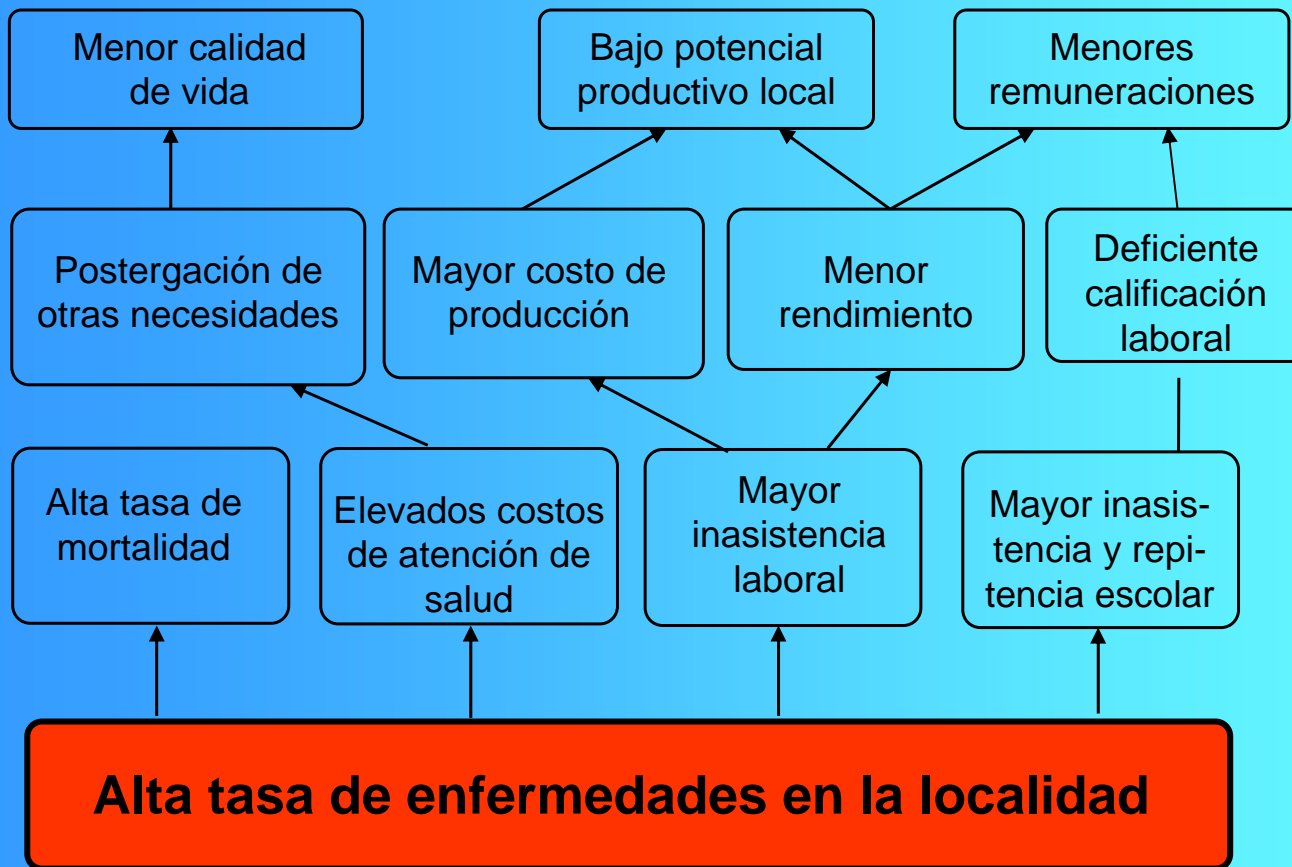 Menor calidad
de vida
Bajo potencial
productivo local
Menores
remuneraciones
Postergación de
otras necesidades
Mayor costo de
producción
Menor
rendimiento
Deficiente
calificación
laboral
Alta tasa de
mortalidad
Elevados costos
de atención de
salud
Mayor
inasistencia
laboral
Mayor inasis-
tencia y repi-
tencia escolar
Alta tasa de enfermedades en la localidad